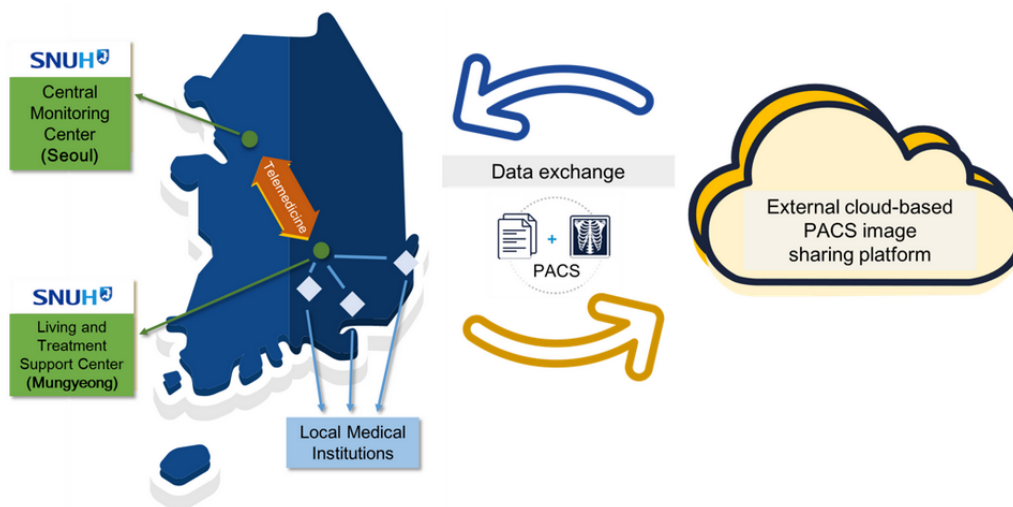 SNUH
Central
Monitoring
Center
(Seoul)
Telemedicine
SNUH
Living and
Treatment
Support Center
(Mungyeong)
Local Medical
Institutions
Data exchange
+
PACS
External cloud-based
PACS image
sharing platform